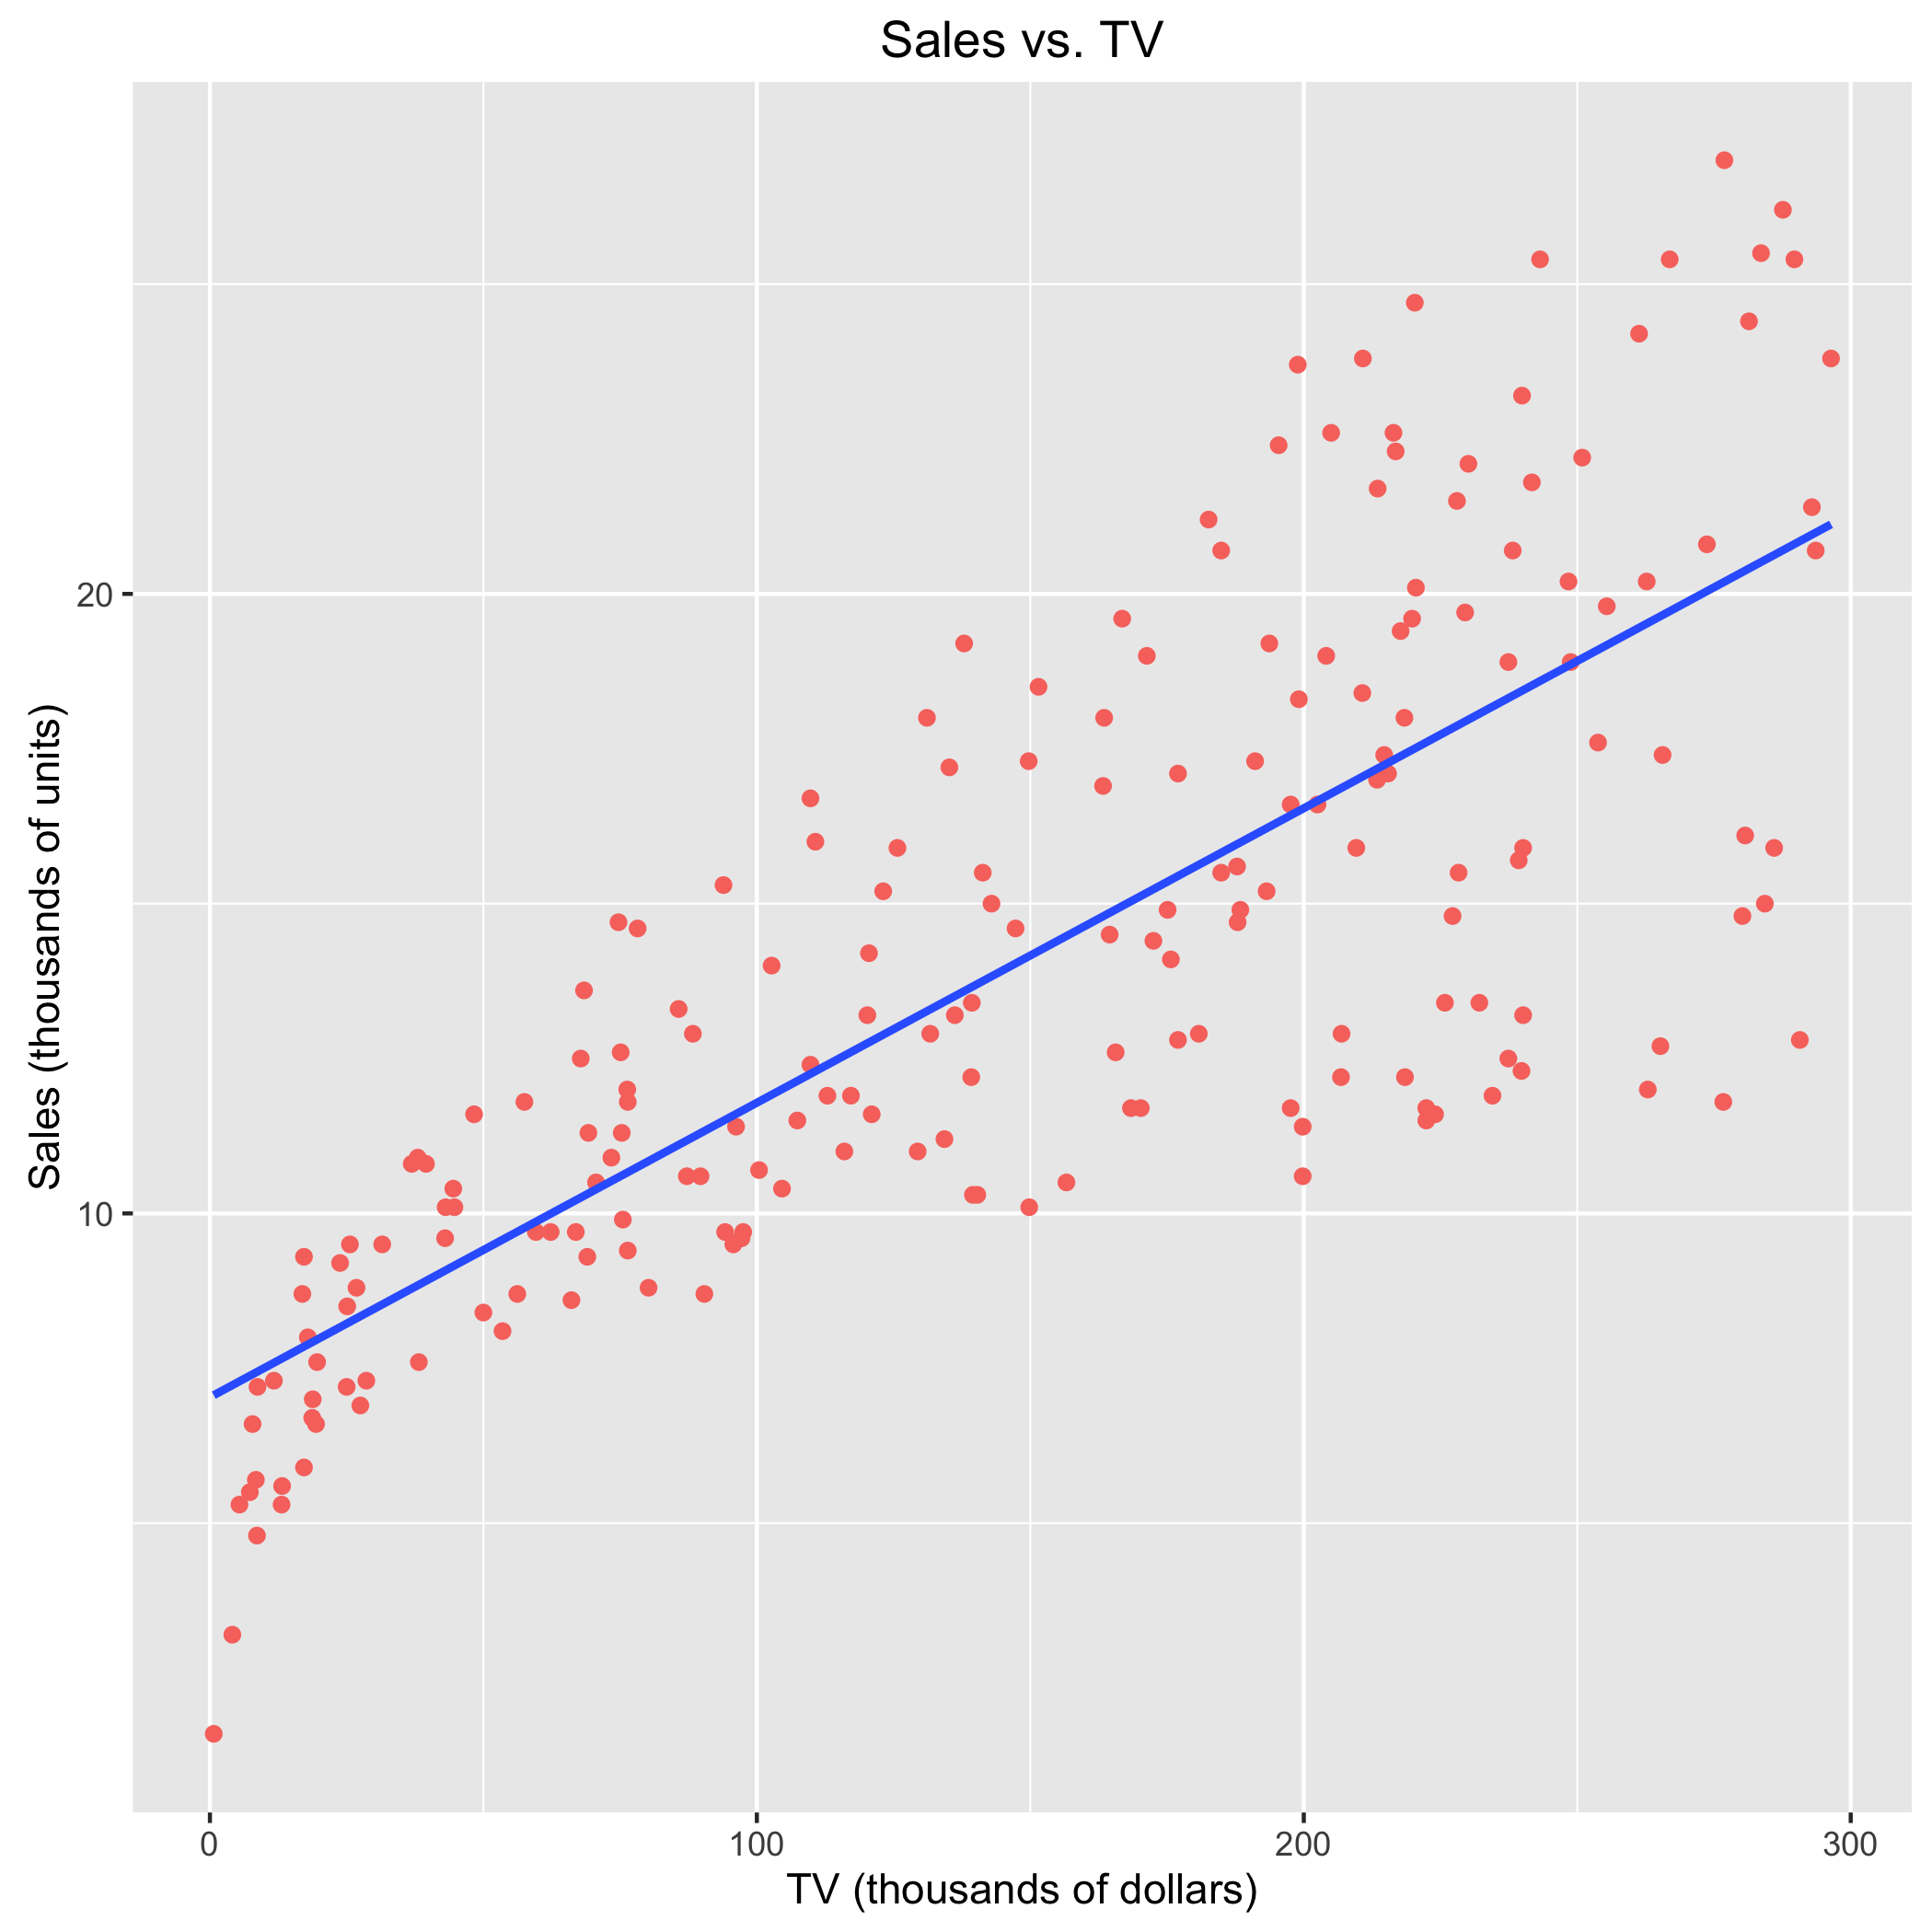 Sales vs. TV
Sales (thousands of units)
20
10
0
100
200
300
TV (thousands of dollars)